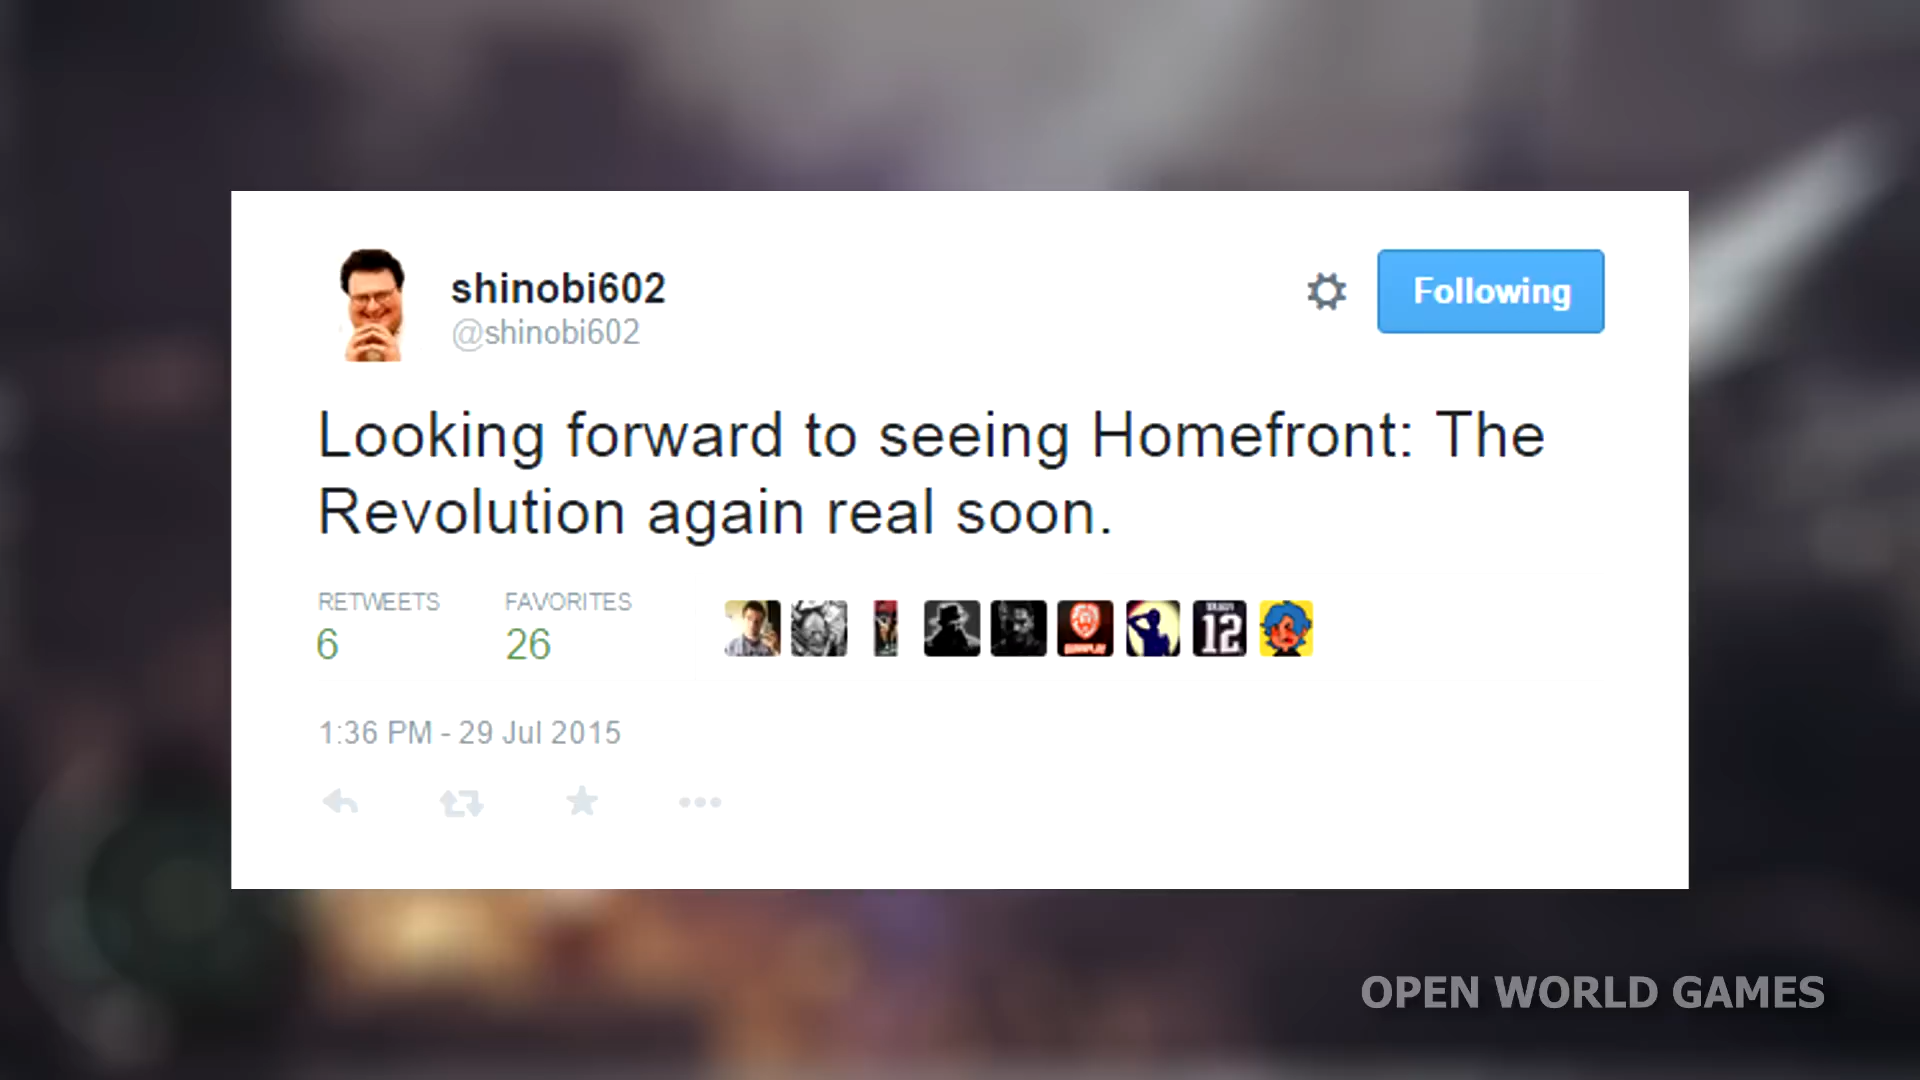 shinobi602
@shinobi602
Following
Looking forward to seeing Homefront: The
Revolution again real soon.
RETWEETS FAVORITES
6 26
12
1:36 PM - 29 Jul 2015
OPEN WORLD GAMES